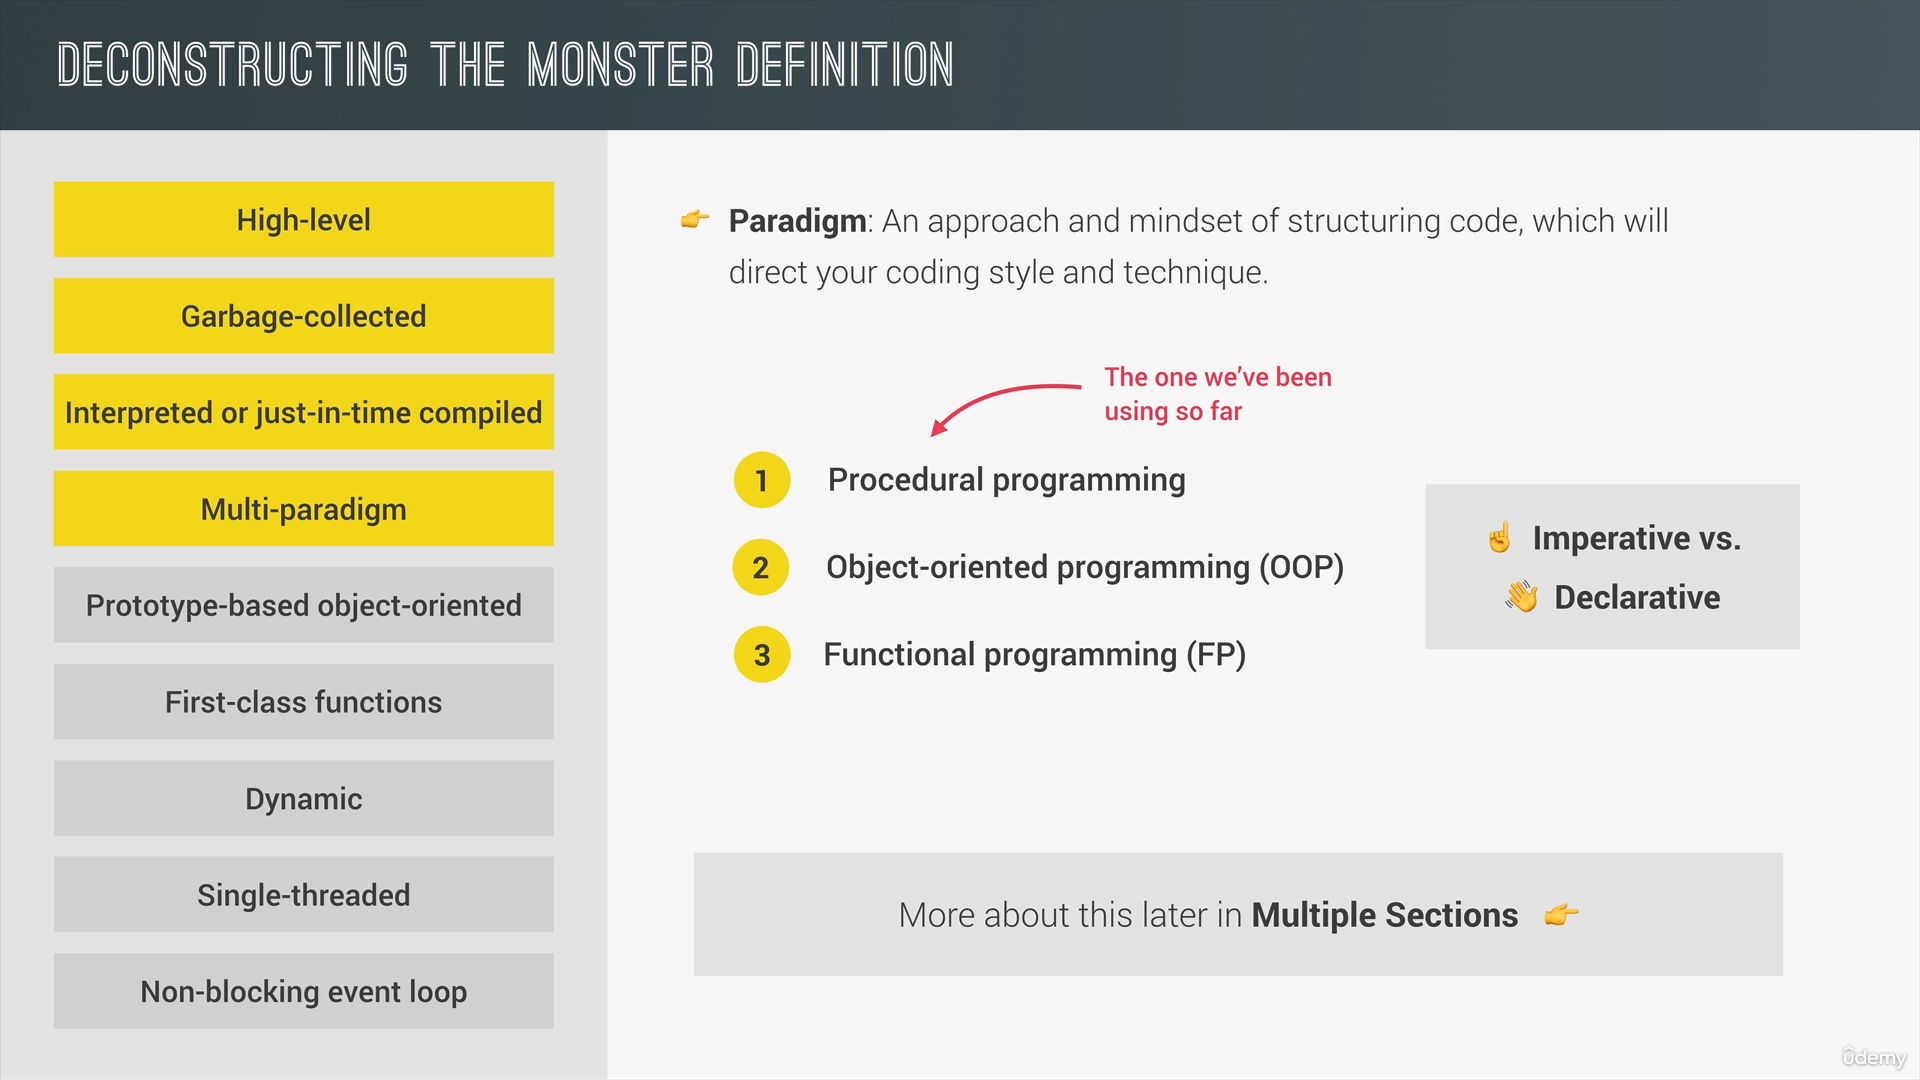 DECONSTRUCTING THE MONSTER DEFINITION
High-level
Garbage-collected
Interpreted or just-in-time compiled
Multi-paradigm
Prototype-based object-oriented
First-class functions
Dynamic
Single-threaded
Non-blocking event loop
👉 Paradigm: An approach and mindset of structuring code, which will
direct your coding style and technique.
The one we’ve been
using so far
1 Procedural programming
2 Object-oriented programming (OOP)
3 Functional programming (FP)
☝️ Imperative vs.
👋 Declarative
More about this later in Multiple Sections 👉
ûdemy